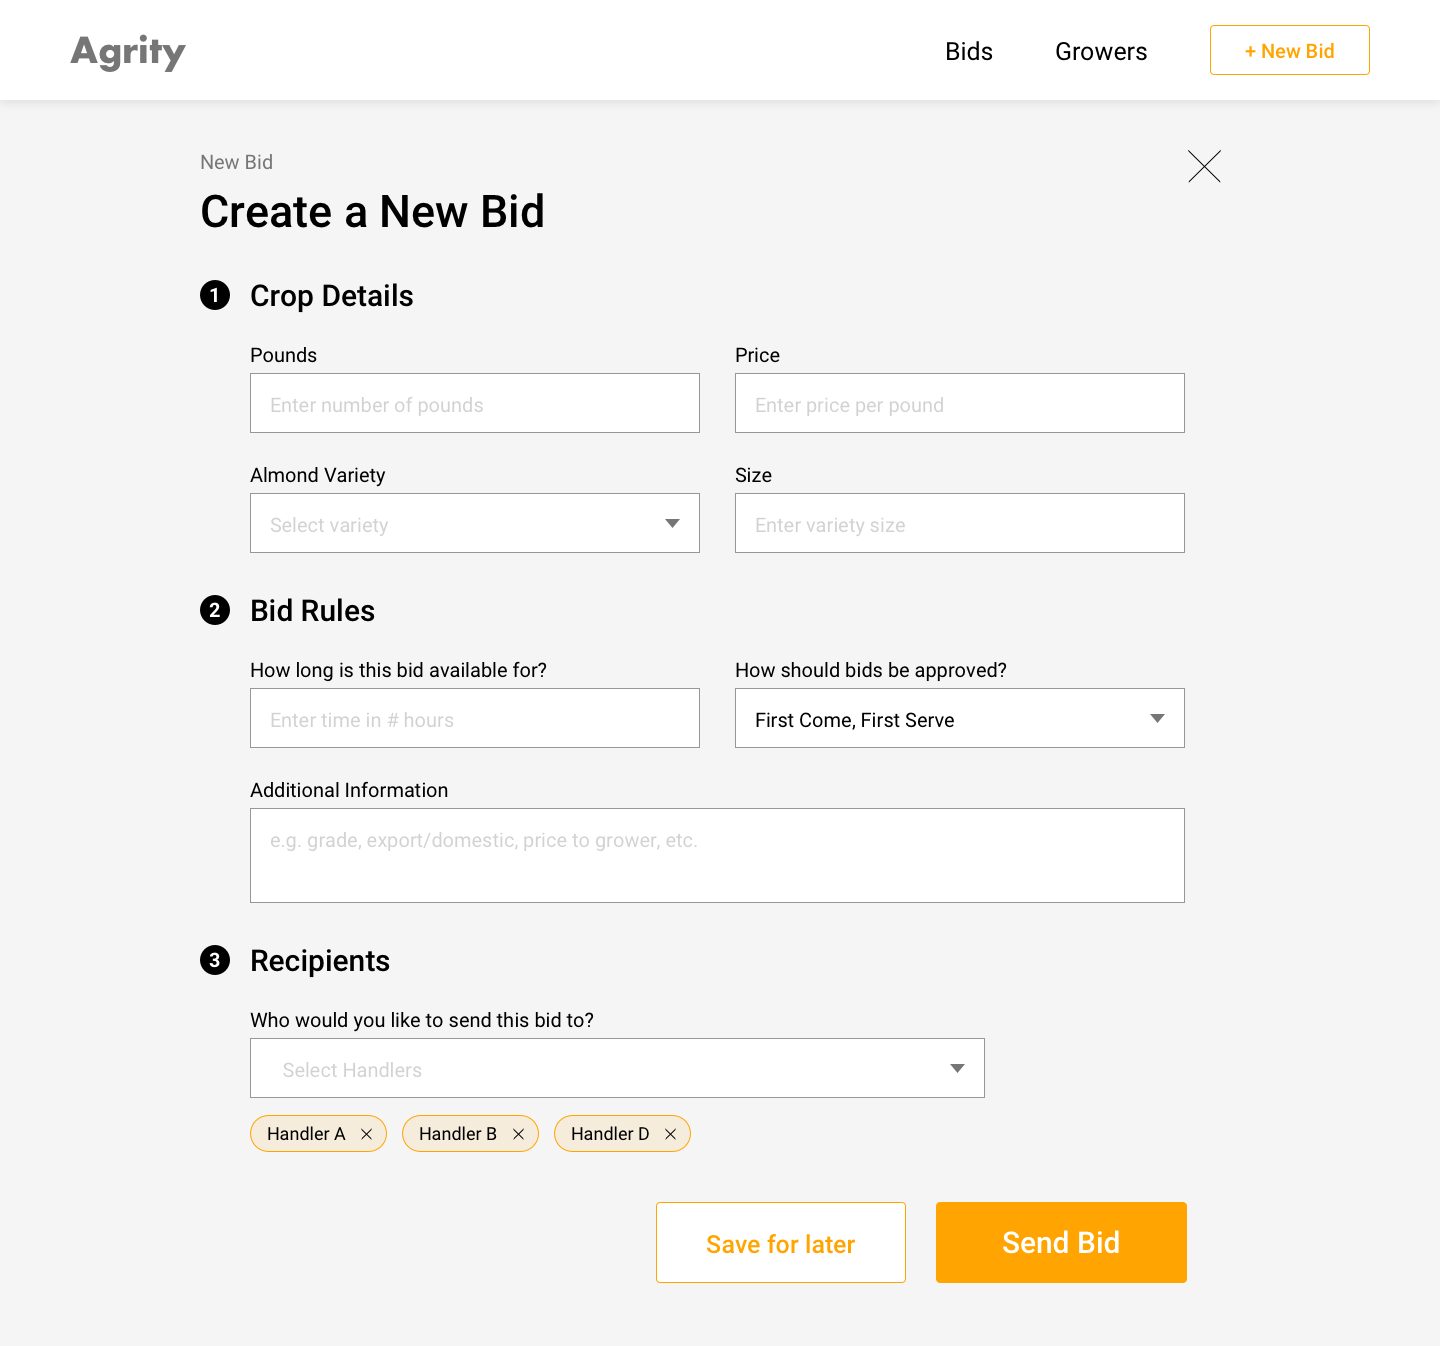 Agrity
Bids
Growers
+ New Bid
New Bid
Create a New Bid
1 Crop Details
Pounds
Price
Enter number of pounds
Enter price per pound
Almond Variety
Size
Select variety
Enter variety size
2 Bid Rules
How long is this bid available for?
How should bids be approved?
Enter time in # hours
First Come, First Serve
Additional Information
e.g. grade, export/domestic, price to grower, etc.
3 Recipients
Who would you like to send this bid to?
Select Handlers
Handler A
Handler B
Handler D
Save for later
Send Bid